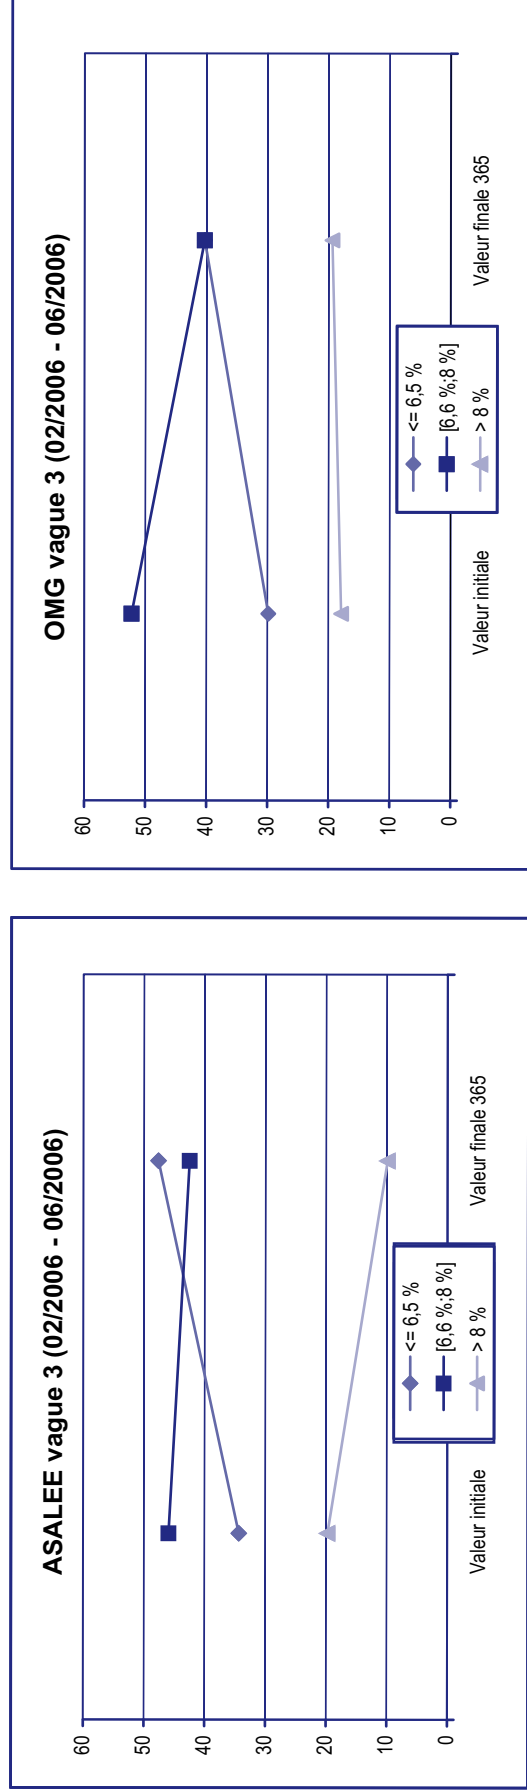 ASALEE vague 3 (02/2006 - 06/2006)
60
50
40
30
20
10
0
Valeur initiale
Valeur finale 365
<= 6,5 %
[6,6 %;8 %]
> 8 %
OMG vague 3 (02/2006 - 06/2006)
60
50
40
30
20
10
0
Valeur initiale
Valeur finale 365
<= 6,5 %
[6,6 %;8 %]
> 8 %